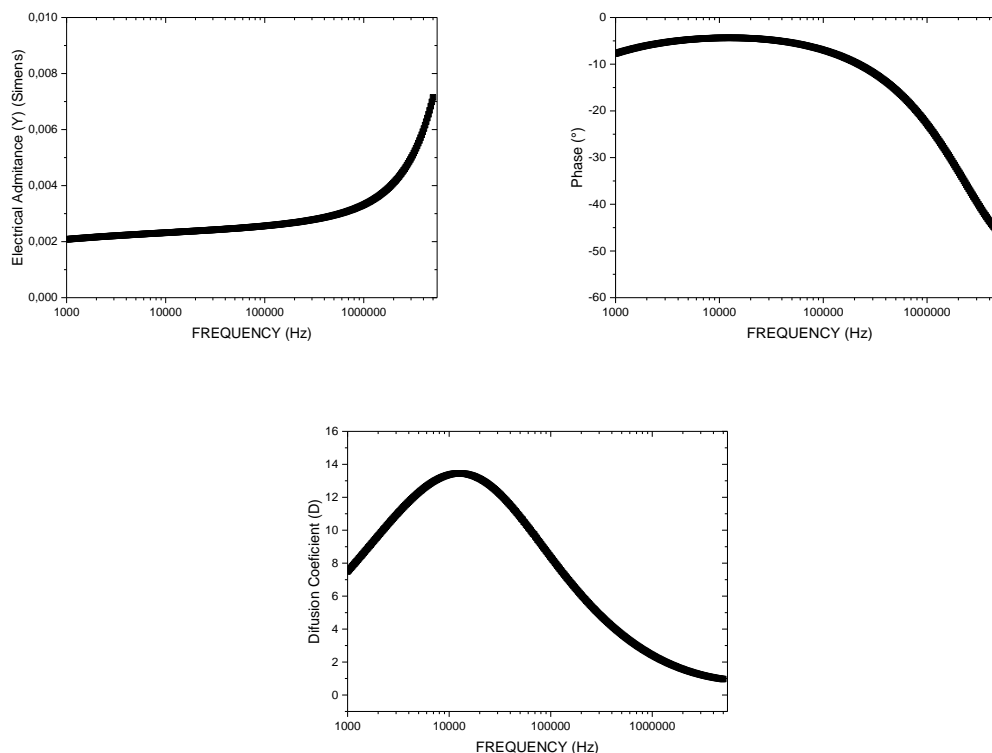 Electrical Admitance (Y) (Simens)
0,010
0,008
0,006
0,004
0,002
0,000
1000 10000 100000 1000000
FREQUENCY (Hz)
Phase (°)
0
-10
-20
-30
-40
-50
-60
1000 10000 100000 1000000
FREQUENCY (Hz)
Difusion Coeficient (D)
16
14
12
10
8
6
4
2
0
1000 10000 100000 1000000
FREQUENCY (Hz)